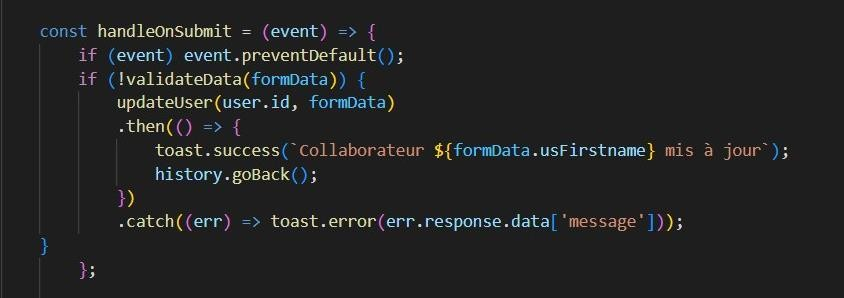 const handleOnSubmit = (event) => {
if (event) event.preventDefault();
if (!validateData(formData)) {
updateUser(user.id, formData)
.then(() => {
toast.success(`Collaborateur ${formData.usFirstname} mis à jour`);
history.goBack();
})
.catch((err) => toast.error(err.response.data['message']));
}
};